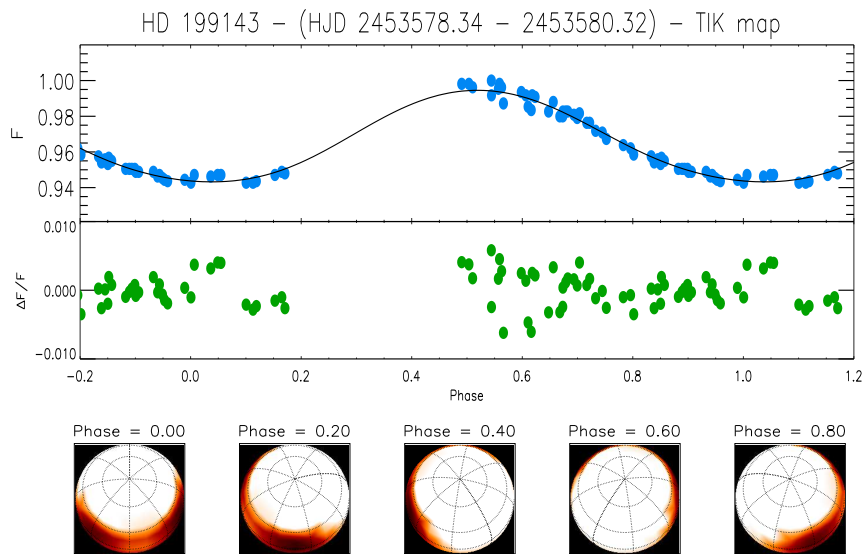 HD 199143 - (HJD 2453578.34 - 2453580.32) - TIK map
1.00
0.98
0.96
0.94
F
0.010
0.000
-0.010
ΔF/F
-0.2 0.0 0.2 0.4 0.6 0.8 1.0 1.2
Phase
Phase = 0.00 Phase = 0.20 Phase = 0.40 Phase = 0.60 Phase = 0.80